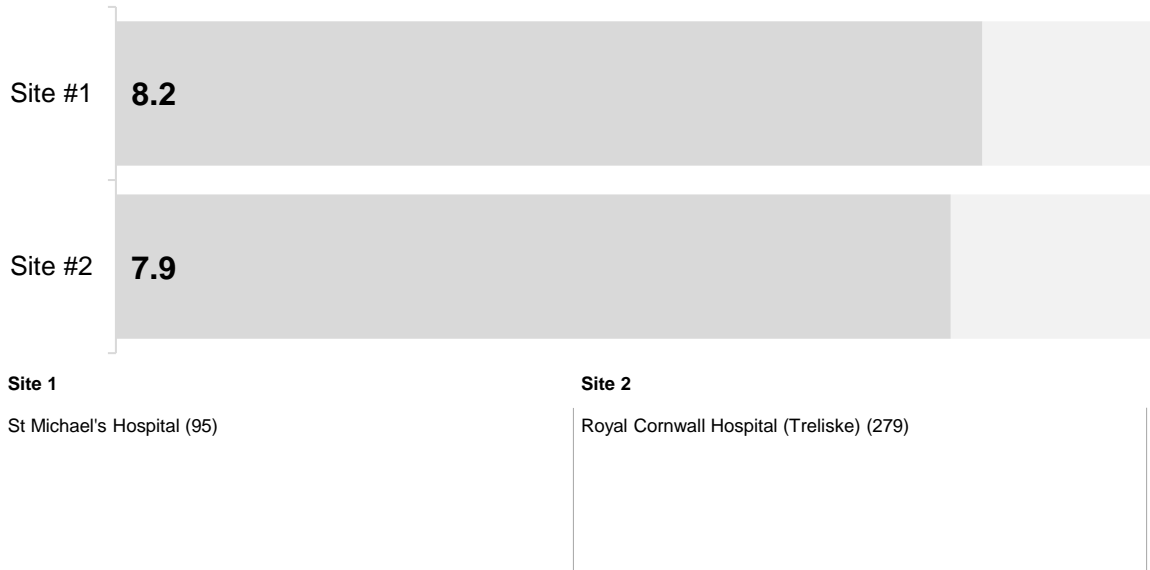 Site #1
8.2
Site #2
7.9
Site 1
Site 2
St Michael's Hospital (95)
Royal Cornwall Hospital (Treliske) (279)